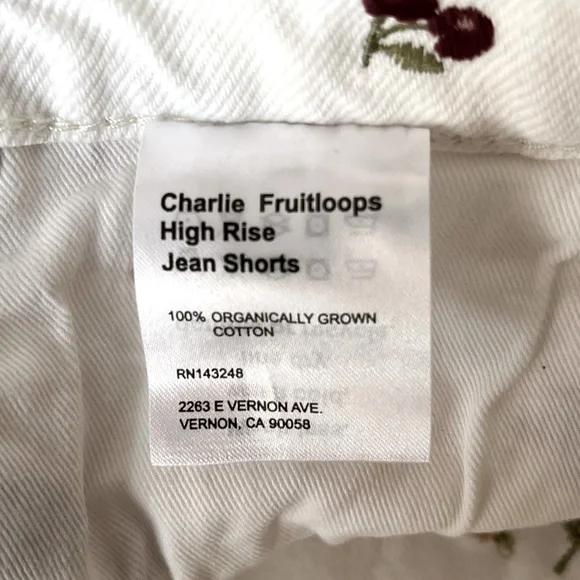 Charlie Fruitloops
High Rise
Jean Shorts
100% ORGANICALLY GROWN
COTTON
RN143248
2263 E VERNON AVE.
VERNON, CA 90058